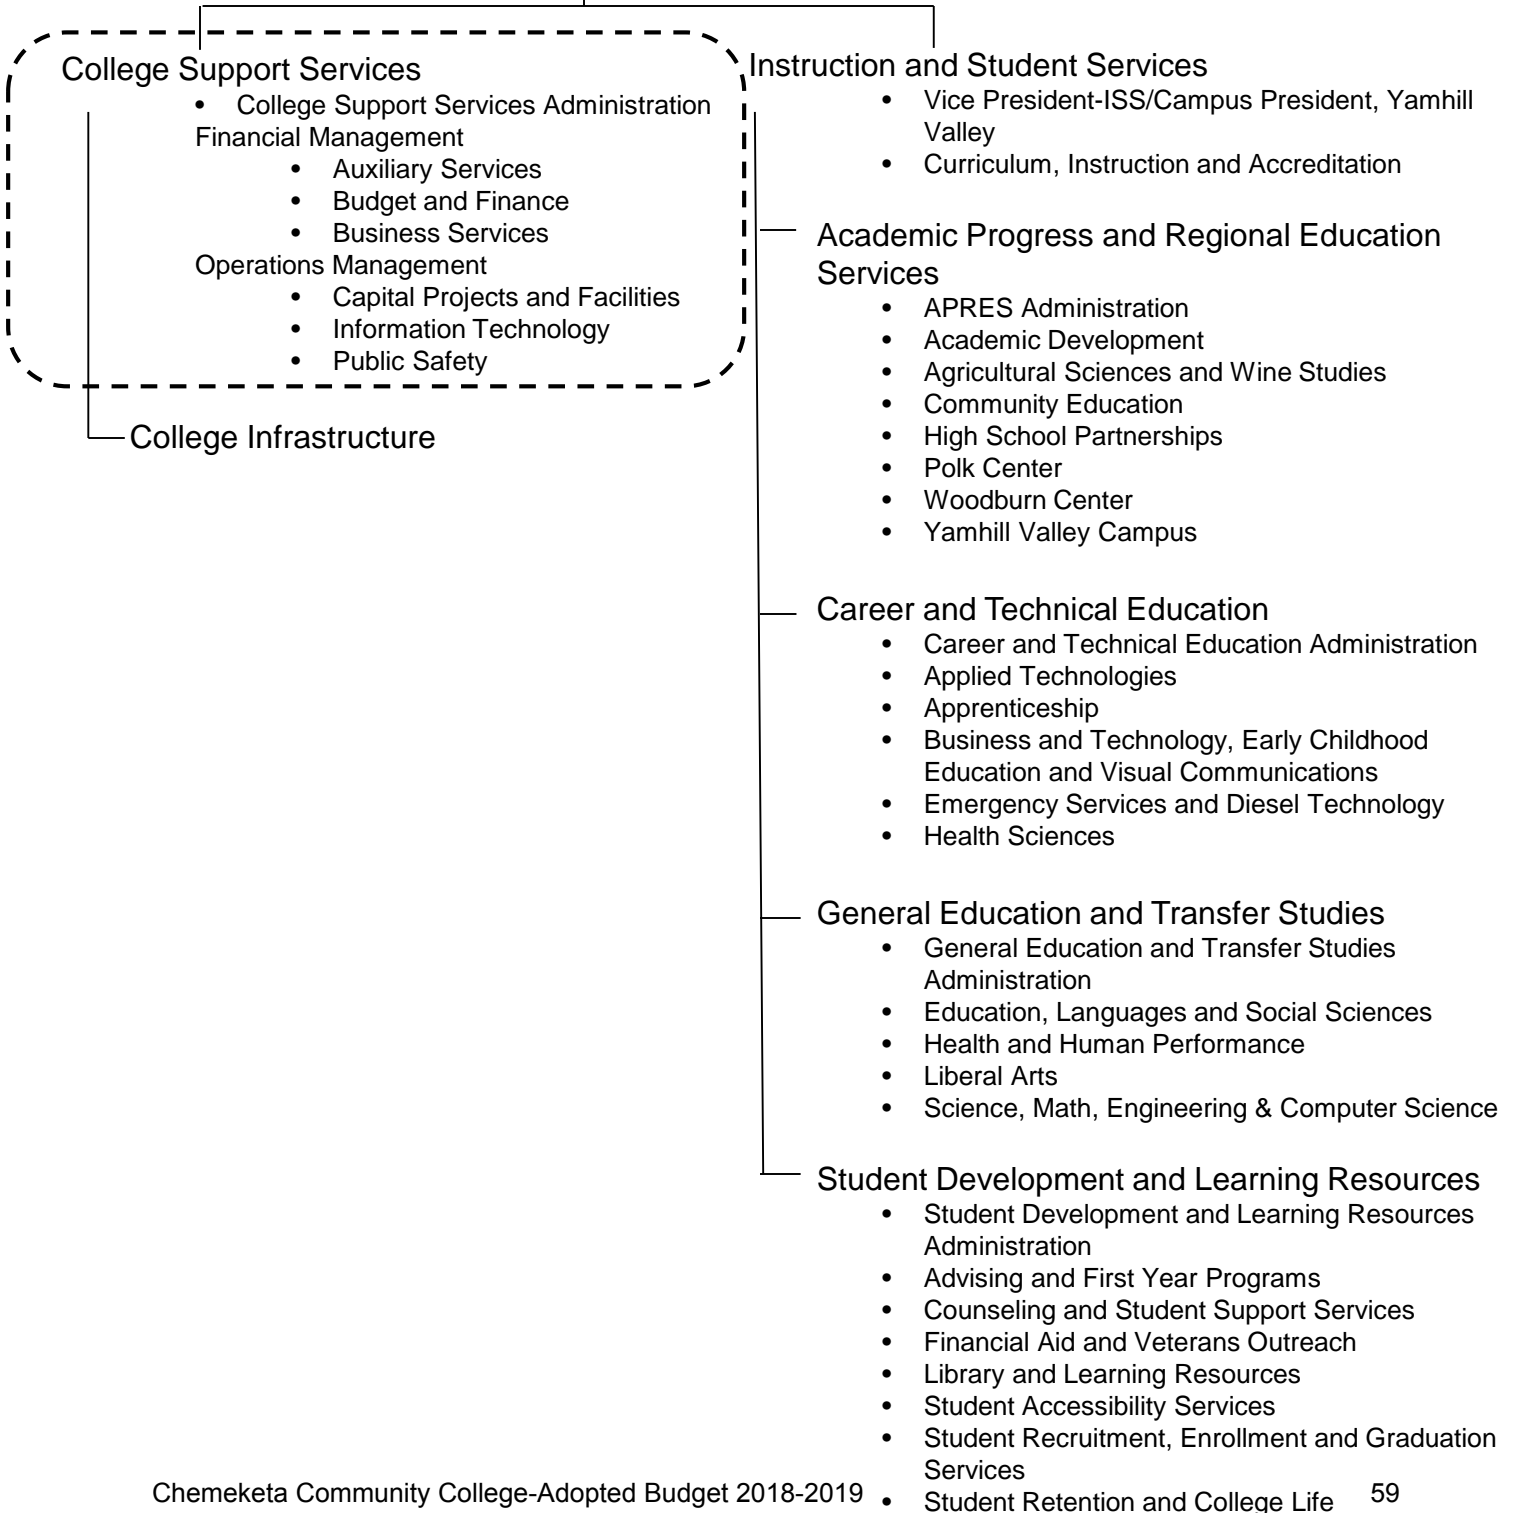 College Support Services
• College Support Services Administration
Financial Management
• Auxiliary Services
• Budget and Finance
• Business Services
Operations Management
• Capital Projects and Facilities
• Information Technology
• Public Safety
College Infrastructure
Instruction and Student Services
• Vice President-ISS/Campus President, Yamhill
Valley
• Curriculum, Instruction and Accreditation
Academic Progress and Regional Education
Services
• APRES Administration
• Academic Development
• Agricultural Sciences and Wine Studies
• Community Education
• High School Partnerships
• Polk Center
• Woodburn Center
• Yamhill Valley Campus
Career and Technical Education
• Career and Technical Education Administration
• Applied Technologies
• Apprenticeship
• Business and Technology, Early Childhood
Education and Visual Communications
• Emergency Services and Diesel Technology
• Health Sciences
General Education and Transfer Studies
• General Education and Transfer Studies
Administration
• Education, Languages and Social Sciences
• Health and Human Performance
• Liberal Arts
• Science, Math, Engineering & Computer Science
Student Development and Learning Resources
• Student Development and Learning Resources
Administration
• Advising and First Year Programs
• Counseling and Student Support Services
• Financial Aid and Veterans Outreach
• Library and Learning Resources
• Student Accessibility Services
• Student Recruitment, Enrollment and Graduation
Services
• Student Retention and College Life
Chemeketa Community College-Adopted Budget 2018-2019
59